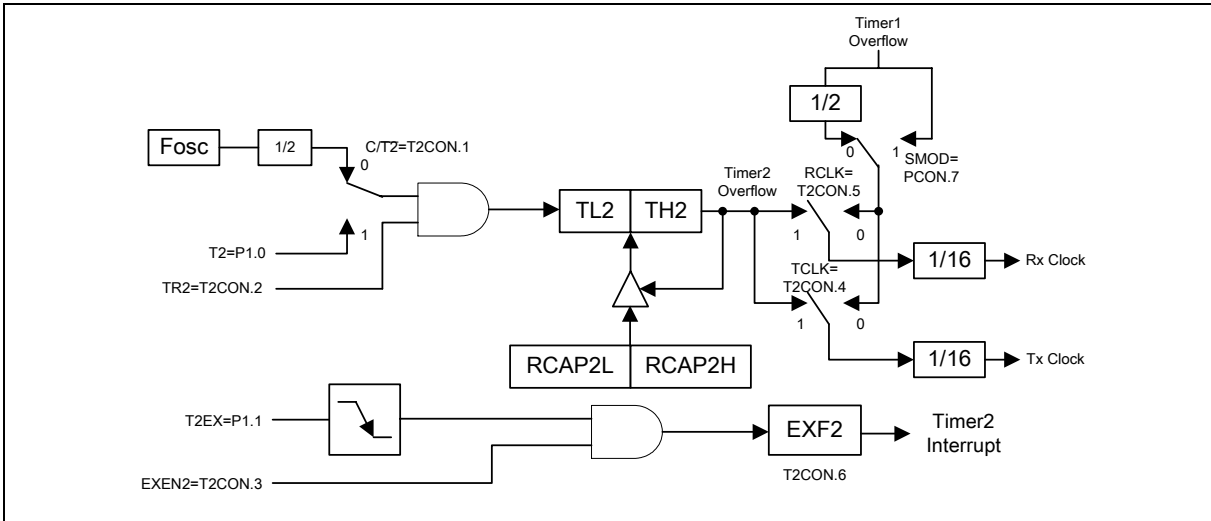 Timer1
Overflow
1/2
Fosc
1/2
C/T2=T2CON.1
0
0
1
SMOD=
PCON.7
Timer2
Overflow
RCLK=
T2CON.5
TL2
TH2
1
0
T2=P1.0
1
1/16
Rx Clock
TR2=T2CON.2
TCLK=
T2CON.4
1
0
RCAP2L
RCAP2H
1/16
Tx Clock
T2EX=P1.1
EXF2
Timer2
Interrupt
EXEN2=T2CON.3
T2CON.6